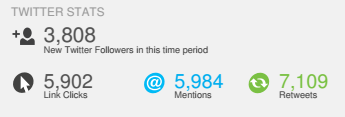 TWITTER STATS
3,808
New Twitter Followers in this time period
5,902 5,984 7,109
Link Clicks Mentions Retweets